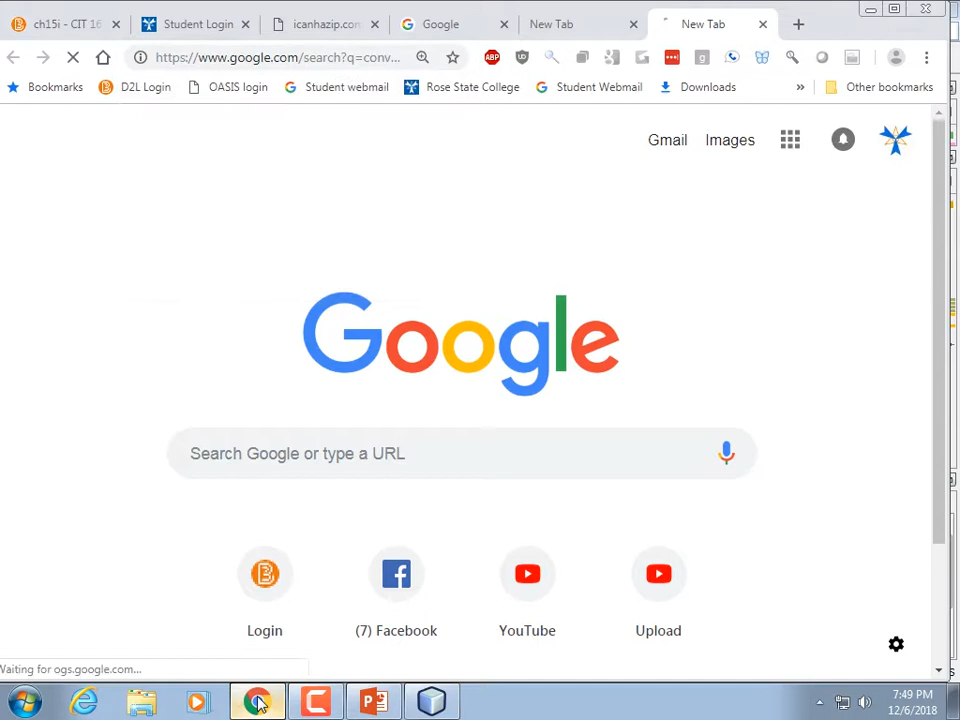 ch15i - CIT 16
Student Login
icanhazip.com
Google
New Tab
New Tab
https://www.google.com/search?q=conv...
ABP
Bookmarks
D2L Login
OASIS login
Student webmail
Rose State College
Student Webmail
Downloads
»
Other bookmarks
Gmail
Images
Google
Search Google or type a URL
Login
(7) Facebook
YouTube
Upload
Waiting for ogs.google.com...
7:49 PM
12/6/2018